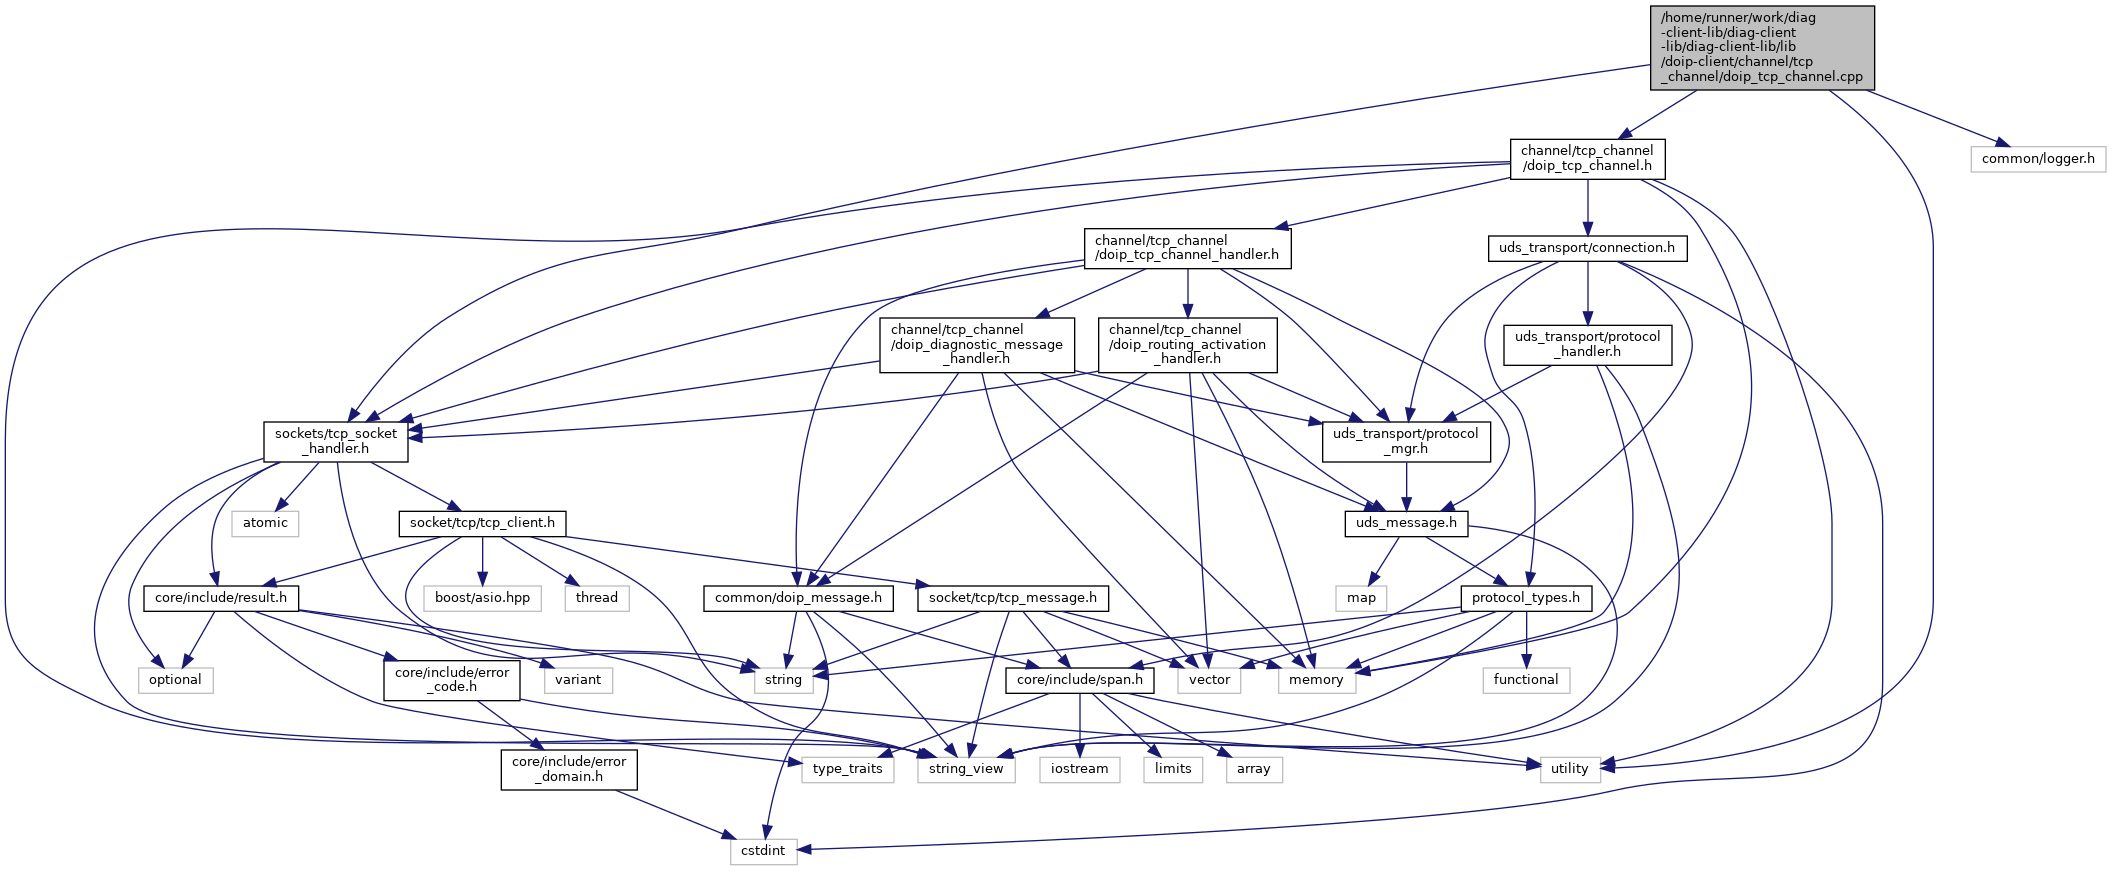 /home/runner/work/diag
-client-lib/diag-client
-lib/diag-client-lib/lib
/doip-client/channel/tcp
_channel/doip_tcp_channel.cpp
channel/tcp_channel
/doip_tcp_channel.h
common/logger.h
channel/tcp_channel
/doip_tcp_channel_handler.h
uds_transport/connection.h
channel/tcp_channel
/doip_diagnostic_message
_handler.h
channel/tcp_channel
/doip_routing_activation
_handler.h
uds_transport/protocol
_handler.h
sockets/tcp_socket
_handler.h
uds_transport/protocol
_mgr.h
atomic
socket/tcp/tcp_client.h
uds_message.h
core/include/result.h
boost/asio.hpp
thread
common/doip_message.h
socket/tcp/tcp_message.h
map
protocol_types.h
optional
core/include/error
_code.h
variant
string
core/include/span.h
vector
memory
functional
core/include/error
_domain.h
type_traits
string_view
iostream
limits
array
utility
cstdint